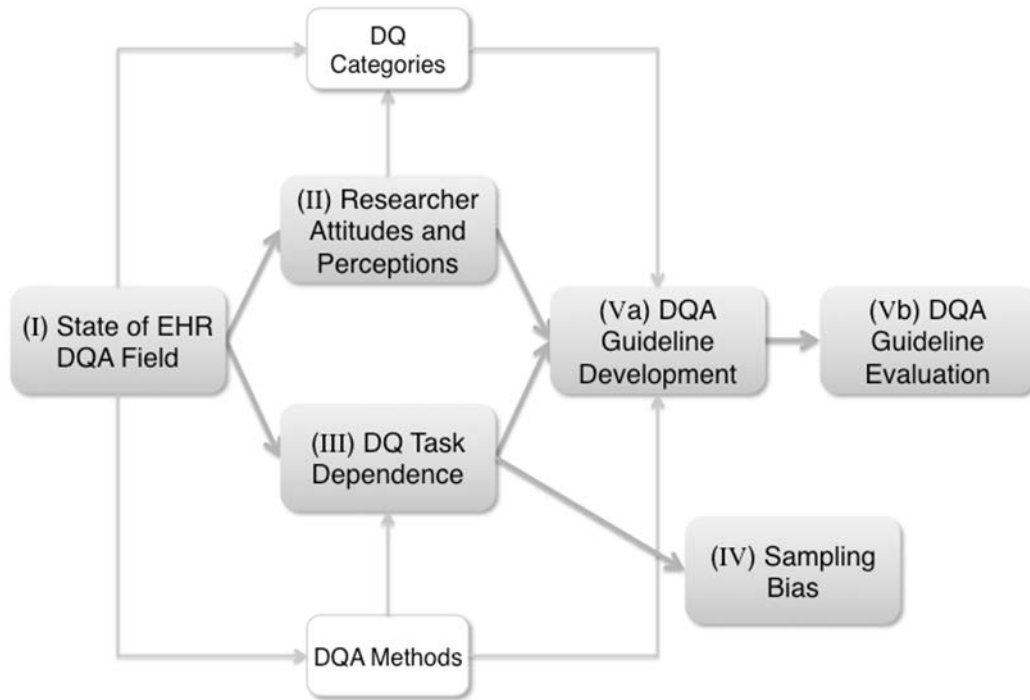 DQ
Categories
(II) Researcher
Attitudes and
Perceptions
(I) State of EHR
DQA Field
(Va) DQA
Guideline
Development
(Vb) DQA
Guideline
Evaluation
(III) DQ Task
Dependence
(IV) Sampling
Bias
DQA Methods